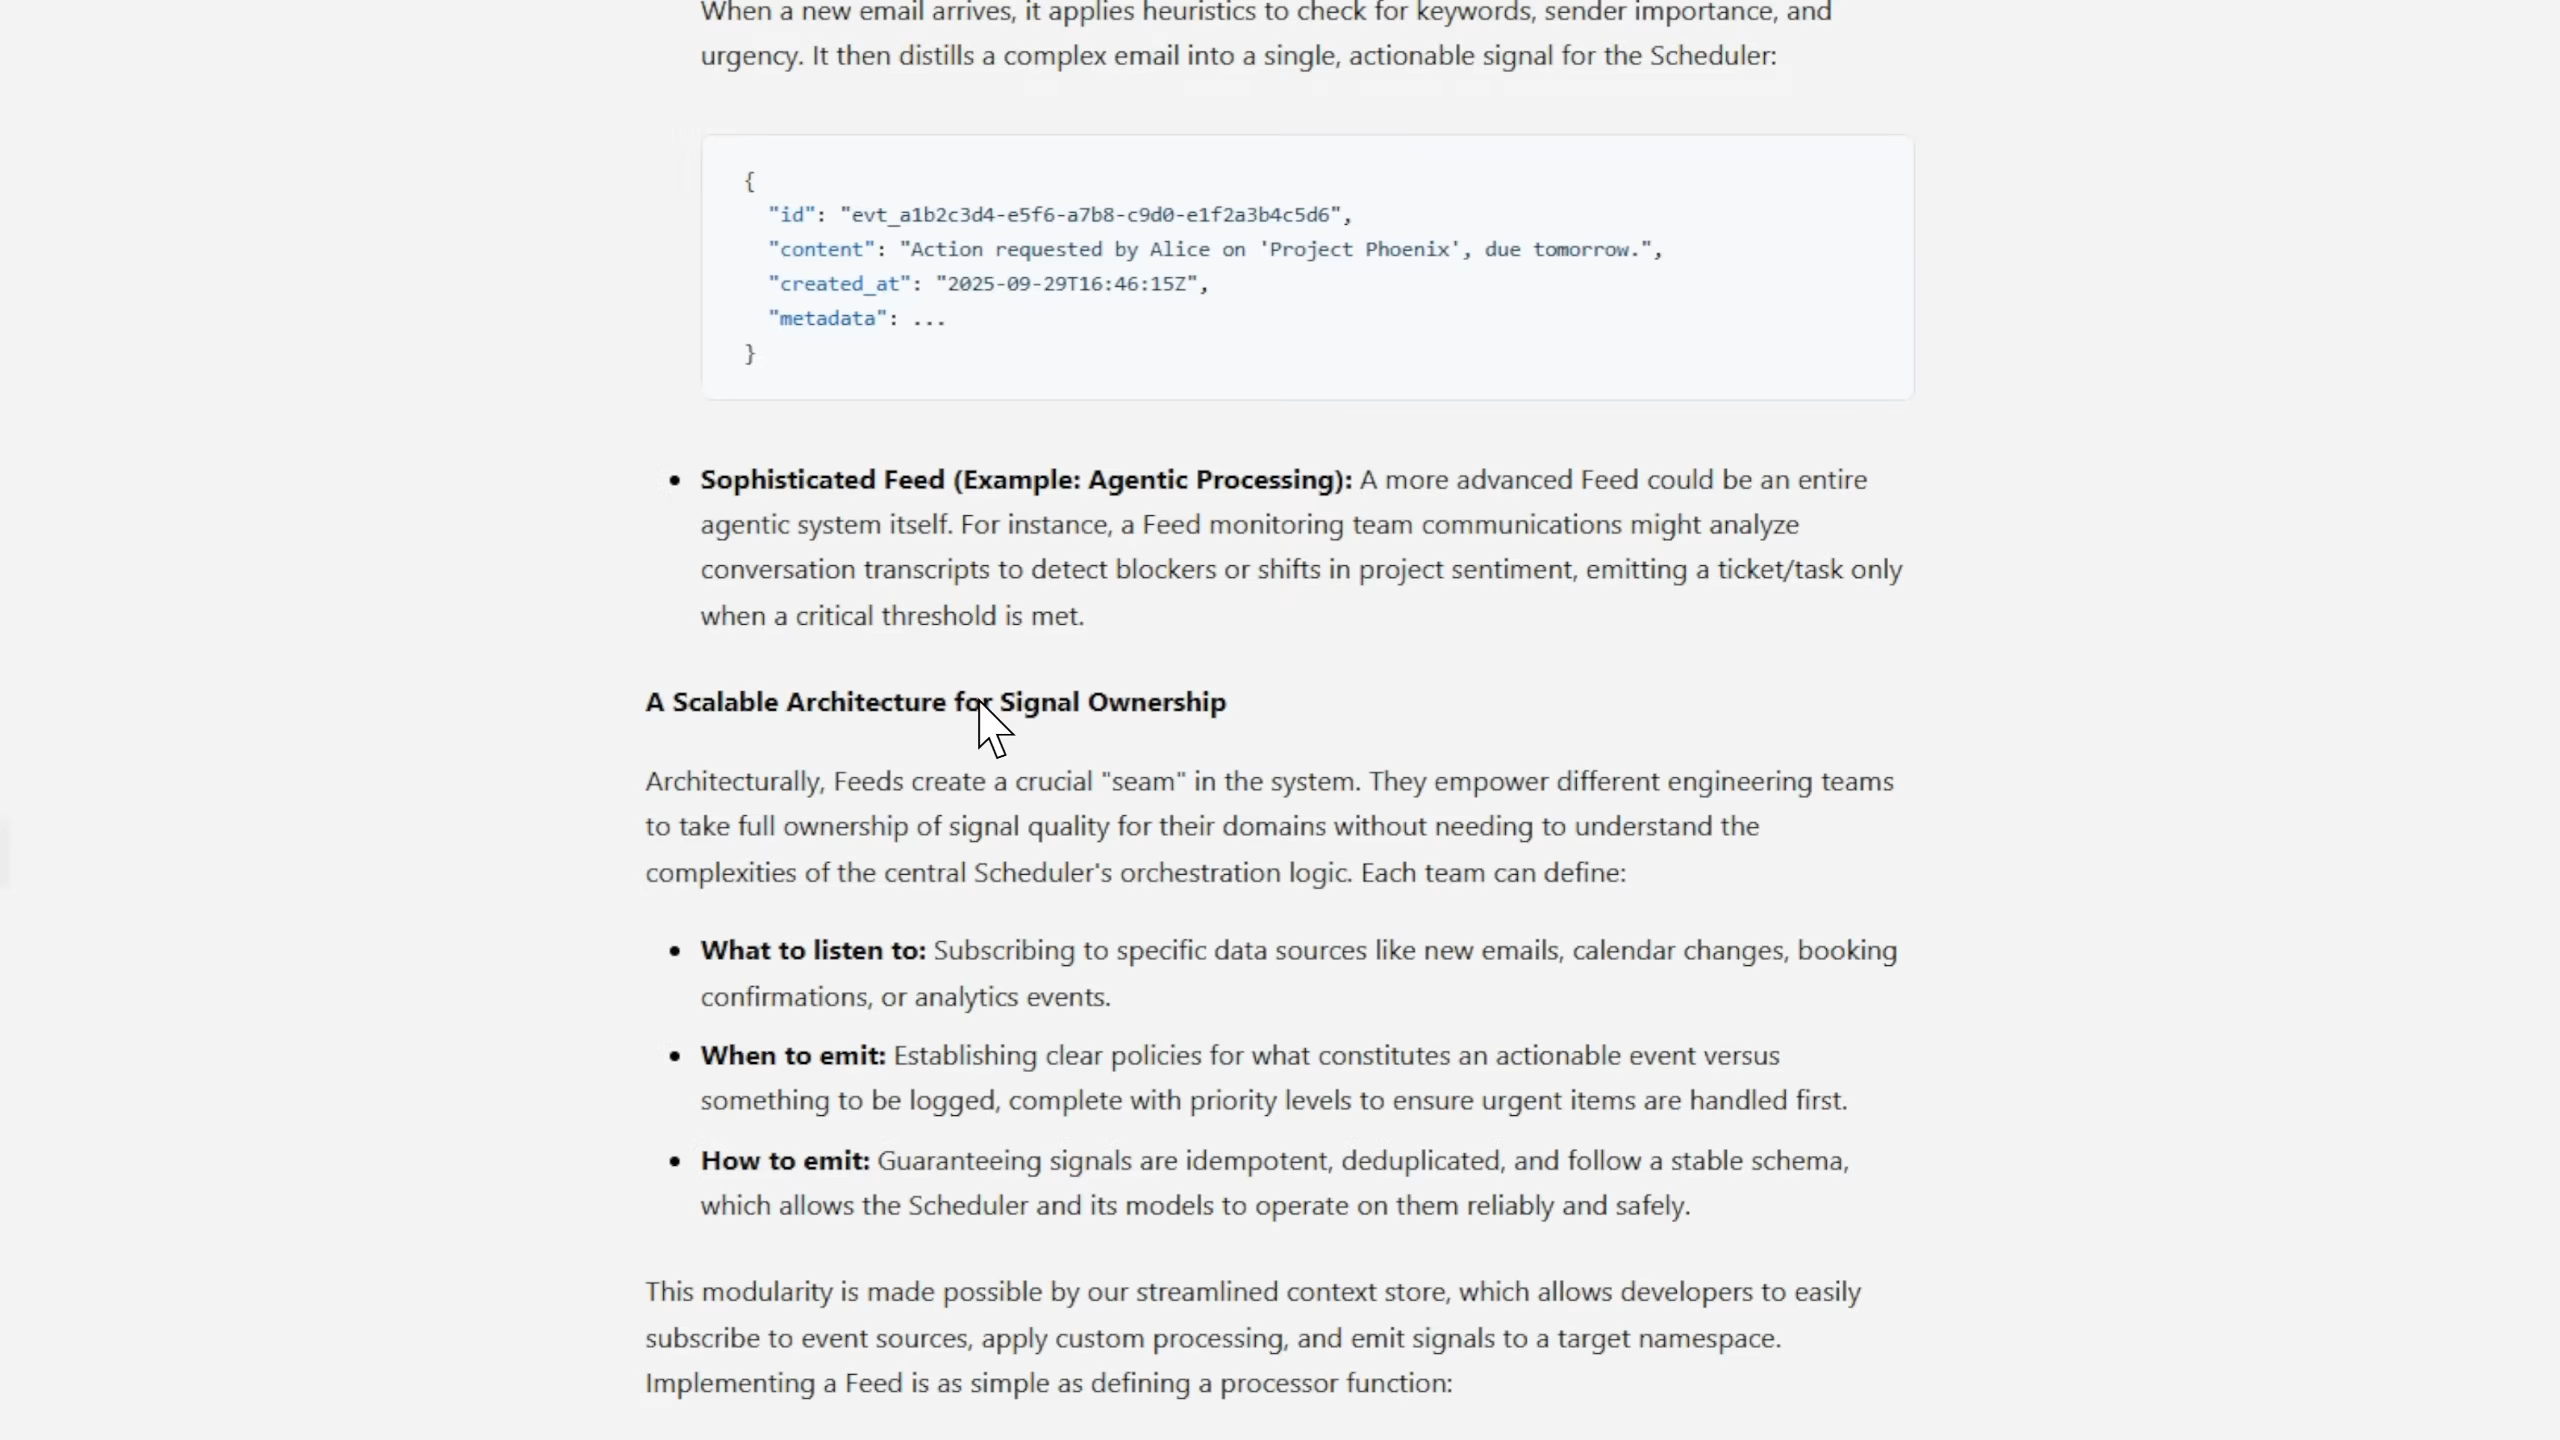 When a new email arrives, it applies heuristics to check for keywords, sender importance, and
urgency. It then distills a complex email into a single, actionable signal for the Scheduler:
{
"id": "evt_a1b2c3d4-e5f6-a7b8-c9d0-e1f2a3b4c5d6",
"content": "Action requested by Alice on 'Project Phoenix', due tomorrow.",
"created_at": "2025-09-29T16:46:15Z",
"metadata": ...
}
• Sophisticated Feed (Example: Agentic Processing): A more advanced Feed could be an entire
agentic system itself. For instance, a Feed monitoring team communications might analyze
conversation transcripts to detect blockers or shifts in project sentiment, emitting a ticket/task only
when a critical threshold is met.
A Scalable Architecture for Signal Ownership
Architecturally, Feeds create a crucial "seam" in the system. They empower different engineering teams
to take full ownership of signal quality for their domains without needing to understand the
complexities of the central Scheduler's orchestration logic. Each team can define:
• What to listen to: Subscribing to specific data sources like new emails, calendar changes, booking
confirmations, or analytics events.
• When to emit: Establishing clear policies for what constitutes an actionable event versus
something to be logged, complete with priority levels to ensure urgent items are handled first.
• How to emit: Guaranteeing signals are idempotent, deduplicated, and follow a stable schema,
which allows the Scheduler and its models to operate on them reliably and safely.
This modularity is made possible by our streamlined context store, which allows developers to easily
subscribe to event sources, apply custom processing, and emit signals to a target namespace.
Implementing a Feed is as simple as defining a processor function: